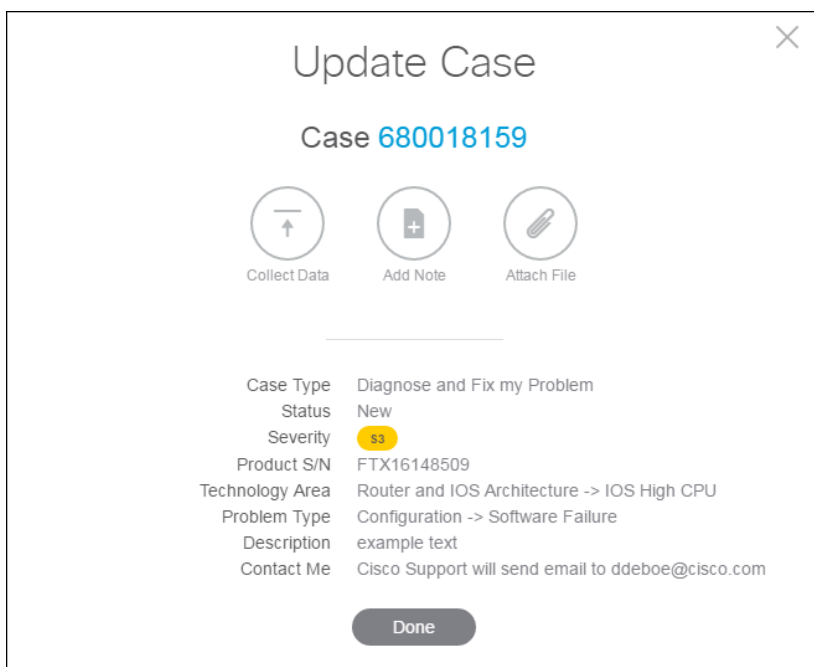 Update Case
Case 680018159
Collect Data Add Note Attach File
Case Type Diagnose and Fix my Problem
Status New
Severity S3
Product S/N FTX16148509
Technology Area Router and IOS Architecture -> IOS High CPU
Problem Type Configuration -> Software Failure
Description example text
Contact Me Cisco Support will send email to ddeboe@cisco.com
Done